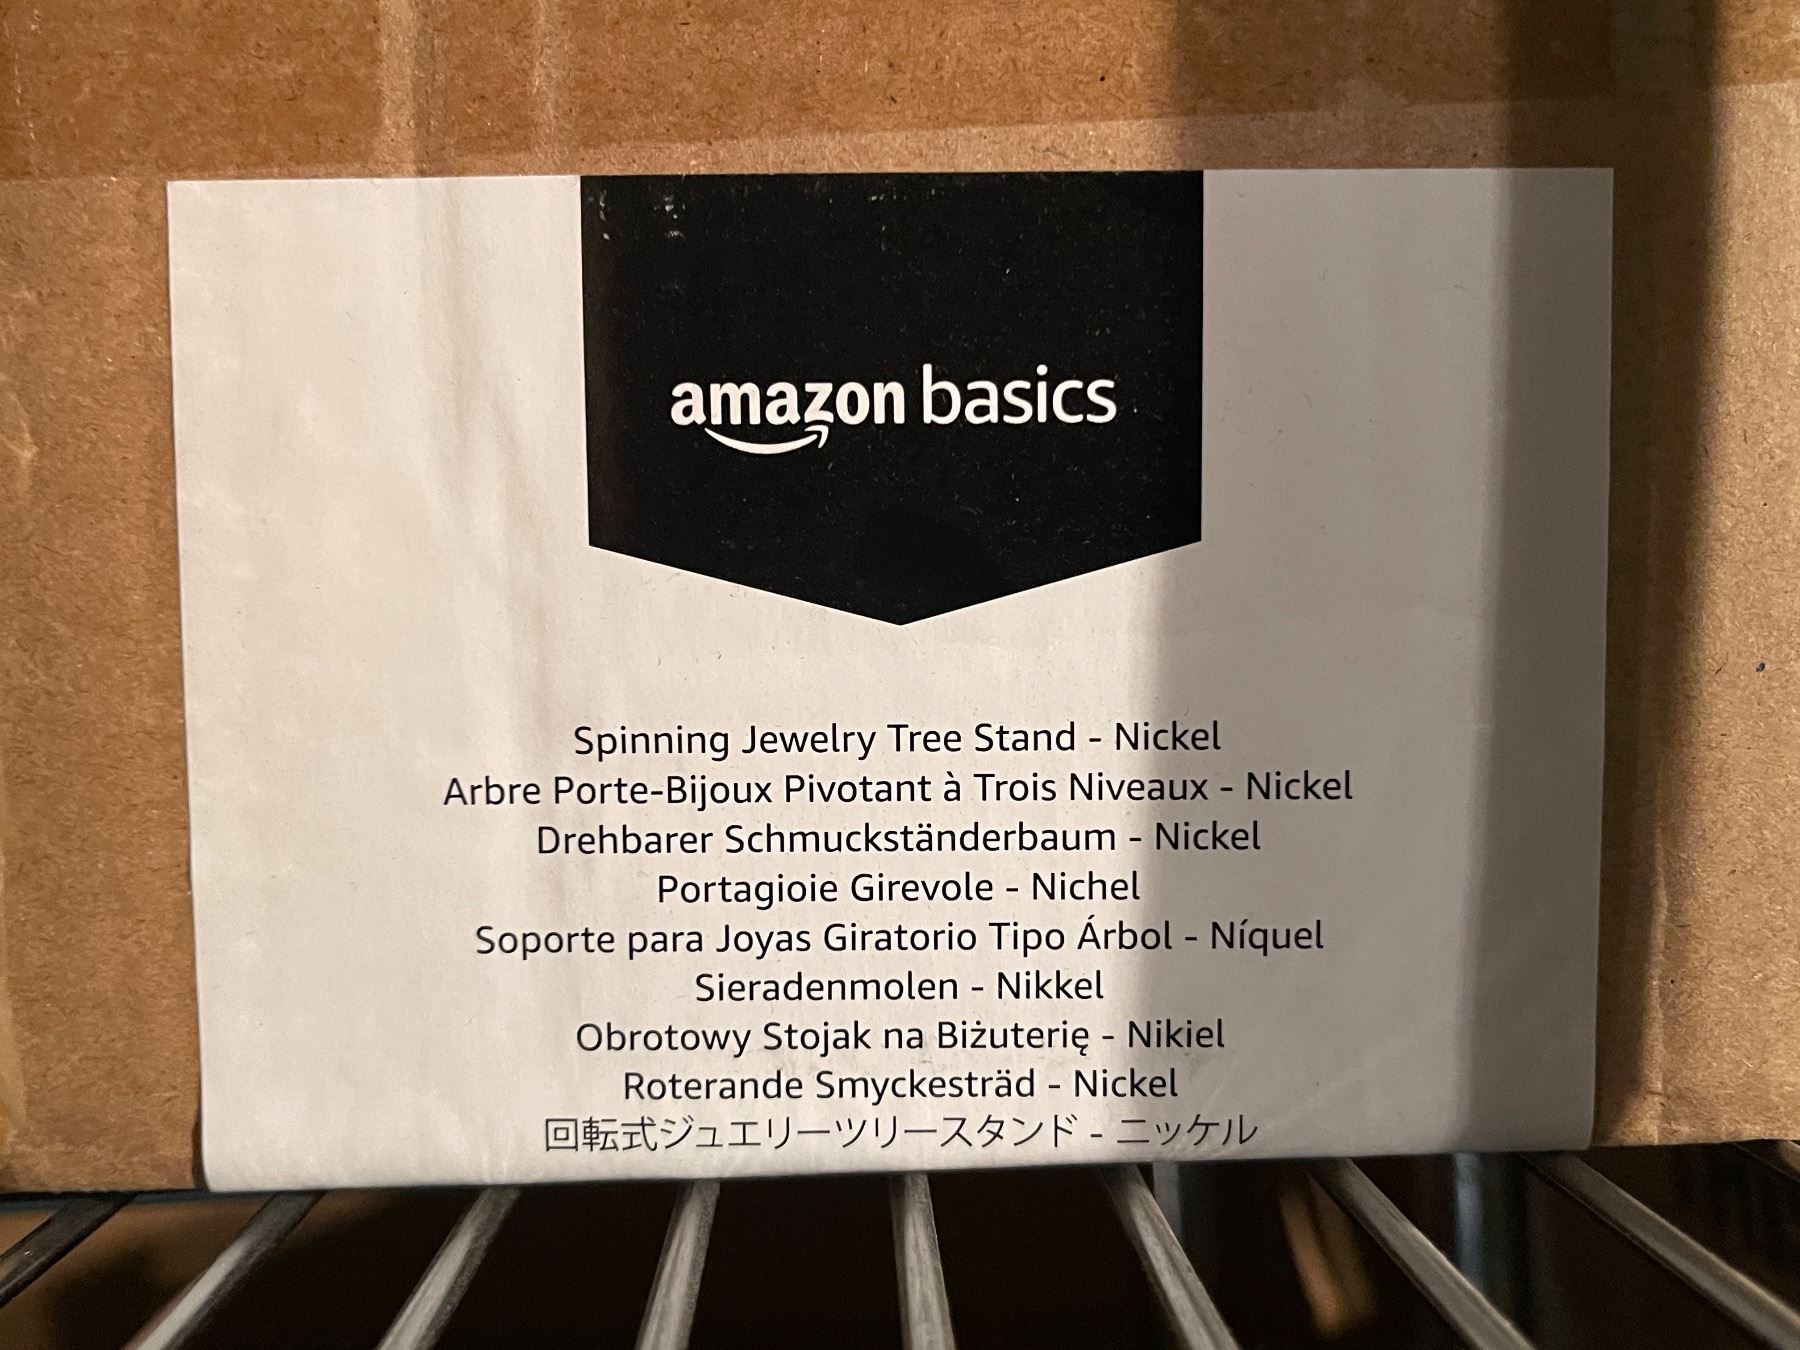 amazon basics
Spinning Jewelry Tree Stand - Nickel
Arbre Porte-Bijoux Pivotant à Trois Niveaux - Nickel
Drehbarer Schmuckständerbaum - Nickel
Portagioie Girevole - Nichel
Soporte para Joyas Giratorio Tipo Árbol - Níquel
Sieradenmolen - Nikkel
Obrotowy Stojak na Biżuterię - Nikiel
Roterande Smyckesträd - Nickel
回転式ジュエリーツリースタンド - ニッケル